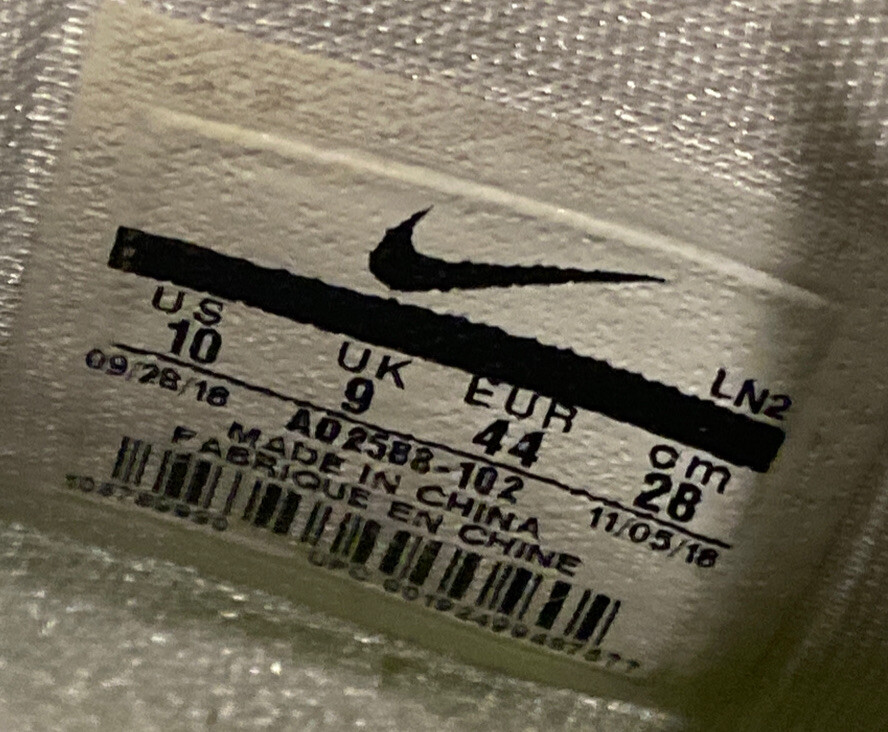 LN2
US UK EUR cm
10 9 44 28
09/28/18 AO2588-102 11/05/18
MADE IN CHINA
FABRIQUE EN CHINE
UPC